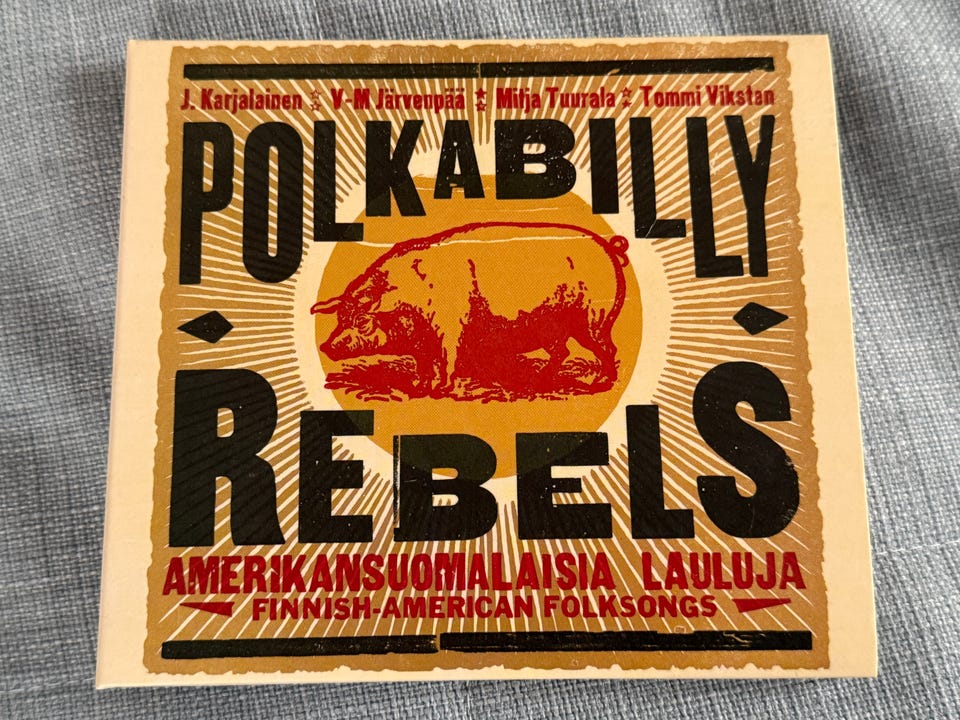 J. Karjalainen ☆ V-M Järvenpää ★ Mitja Tuurala ☆ Tommi Vikstan
POLKABILLY
REBELS
AMERIKANSUOMALAISIA LAULUJA
FINNISH-AMERICAN FOLKSONGS